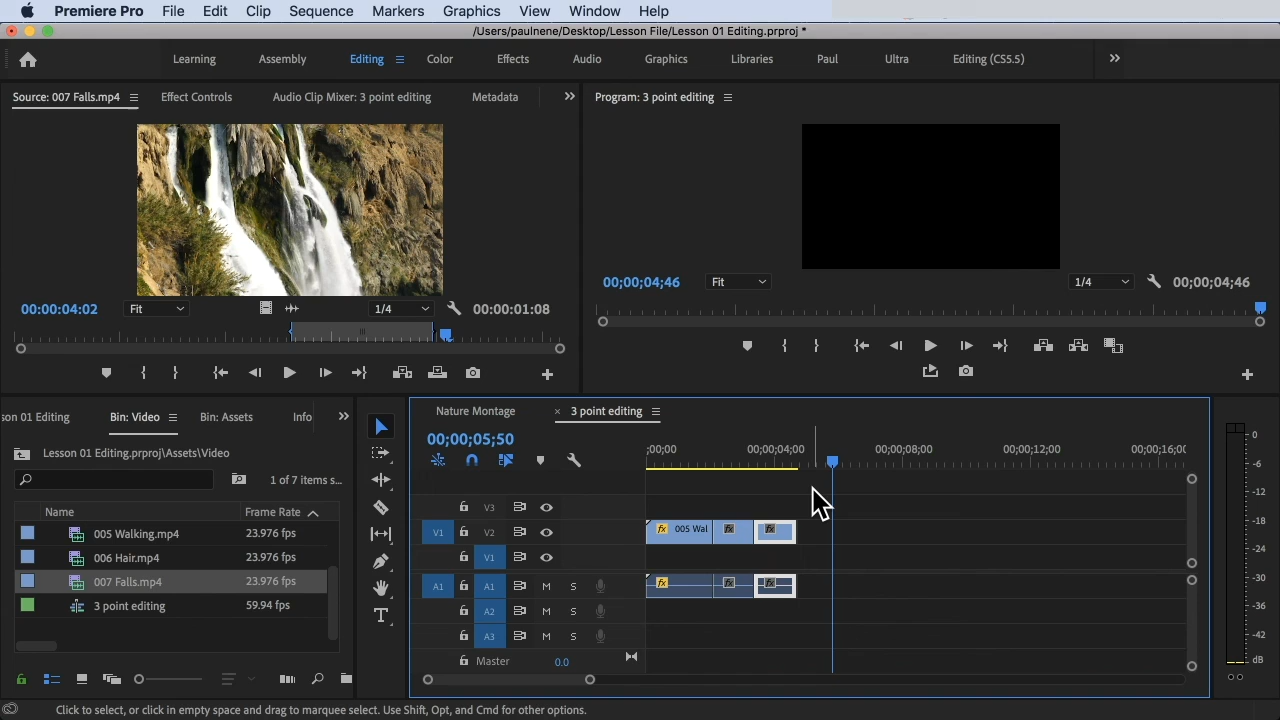 Premiere Pro File Edit Clip Sequence Markers Graphics View Window Help
/Users/paulnene/Desktop/Lesson File/Lesson 01 Editing.prproj *
Learning Assembly Editing Color Effects Audio Graphics Libraries Paul Ultra Editing (CS5.5)
Source: 007 Falls.mp4 Effect Controls Audio Clip Mixer: 3 point editing Metadata
Program: 3 point editing
00:00:04:02 Fit 1/4 00:00:01:08
00;00;04;46 Fit 1/4 00;00;04;46
son 01 Editing Bin: Video Bin: Assets Info
Lesson 01 Editing.prproj\Assets\Video
1 of 7 items s...
Name Frame Rate
005 Walking.mp4 23.976 fps
006 Hair.mp4 23.976 fps
007 Falls.mp4 23.976 fps
3 point editing 59.94 fps
Nature Montage × 3 point editing
00;00;05;50
;00;00 00;00;04;00 00;00;08;00 00;00;12;00 00;00;16;0
V3
V1 V2 fx 005 Wal fx fx
V1
A1 A1 M S fx fx fx
A2 M S
A3 M S
Master 0.0
0
-6
-12
-18
-24
-30
-36
-42
dB
Click to select, or click in empty space and drag to marquee select. Use Shift, Opt, and Cmd for other options.